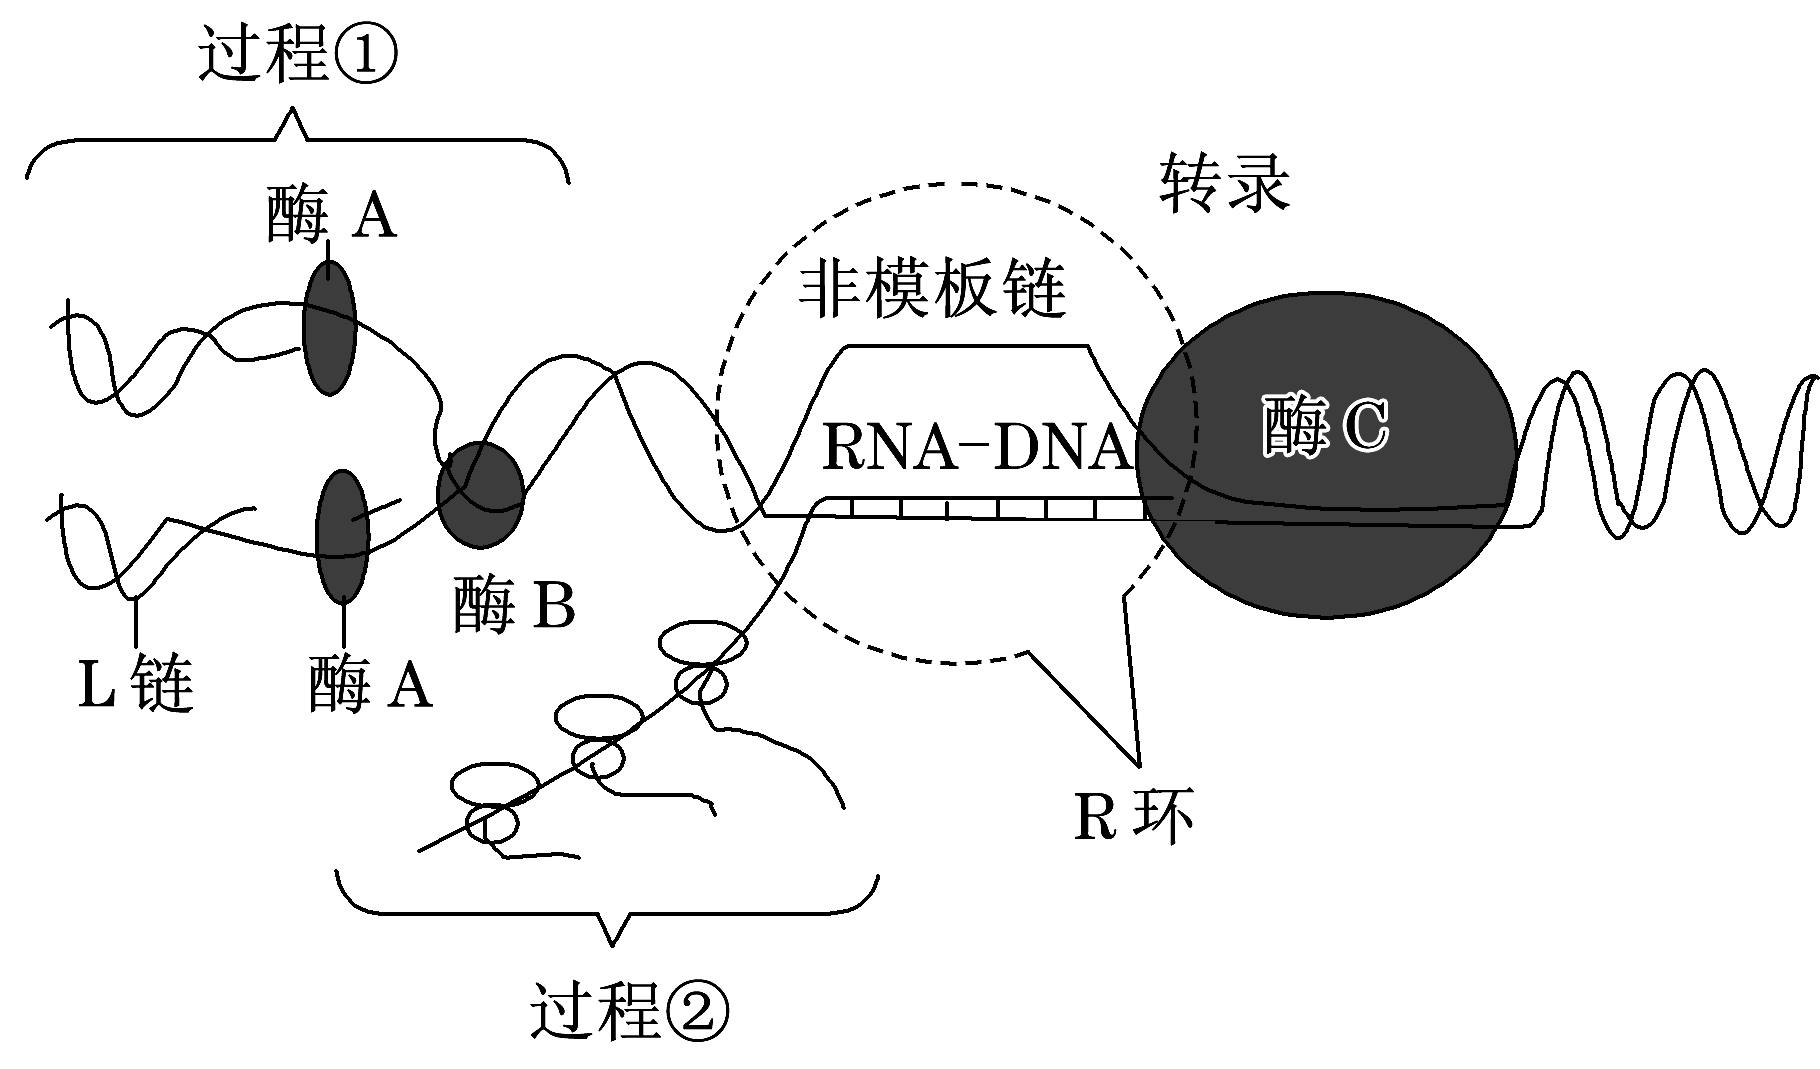 过程①
酶 A
转录
非模板链
RNA-DNA
酶 C
酶 B
L 链
酶 A
R 环
过程②